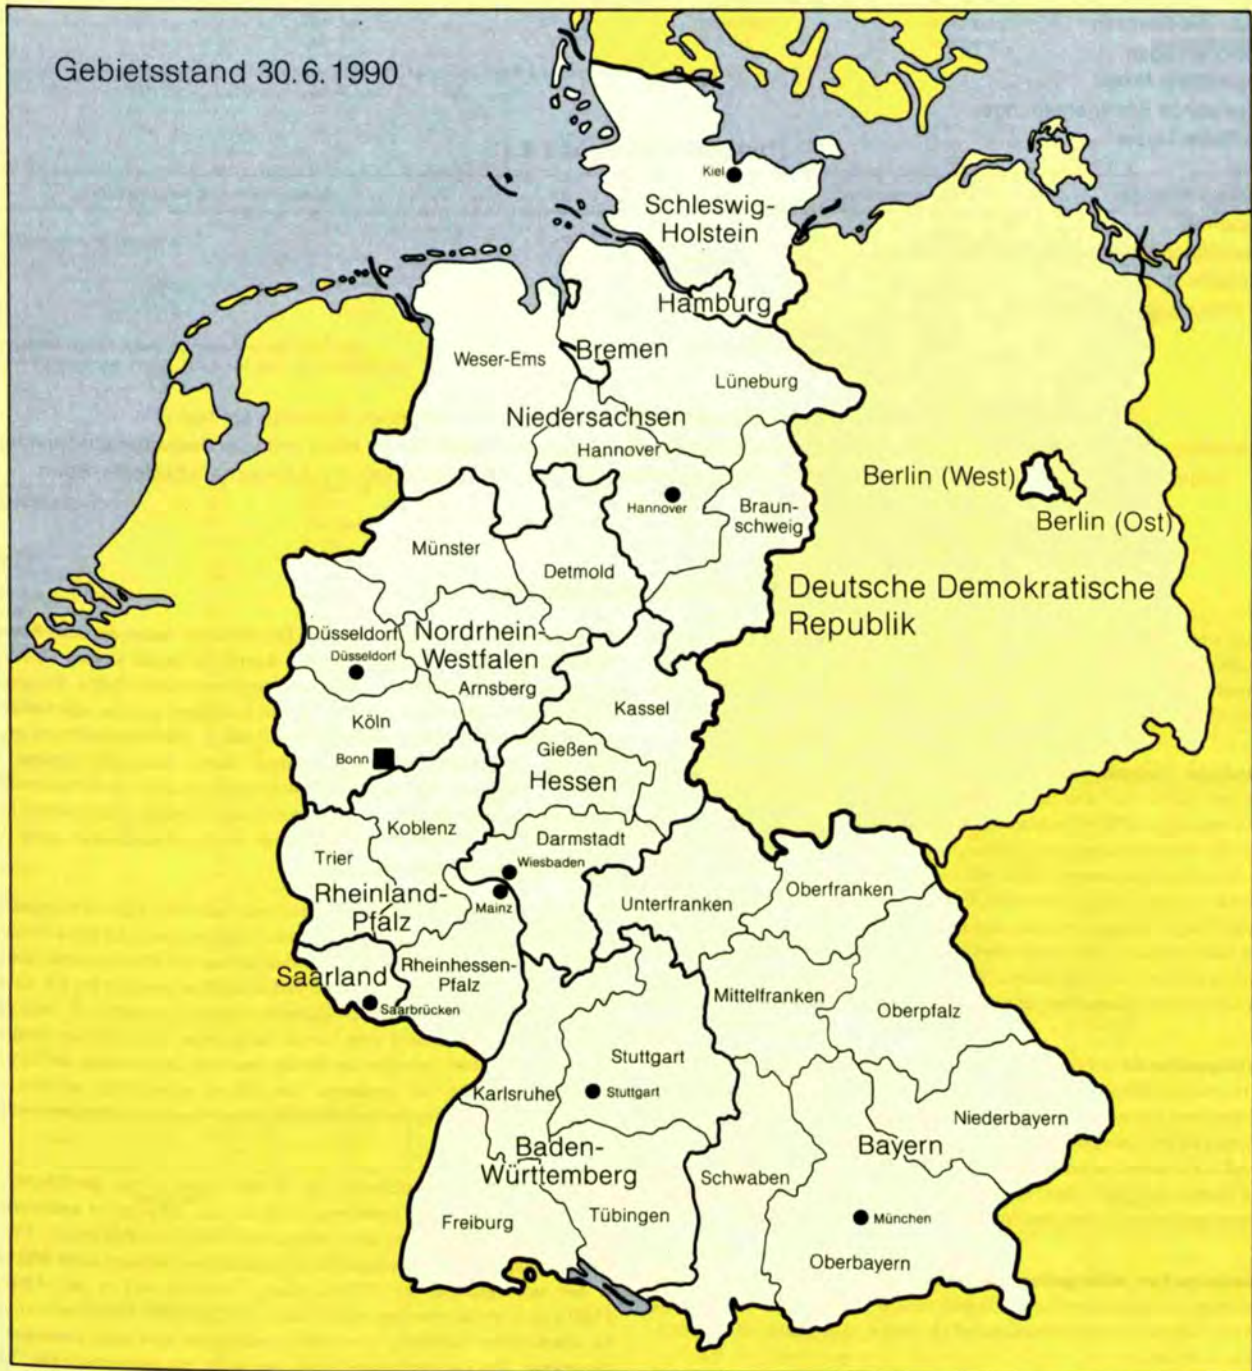 Gebietsstand 30.6.1990
Kiel
Schleswig-
Holstein
Hamburg
Bremen
Weser-Ems
Lüneburg
Niedersachsen
Hannover
Hannover
Braun-
schweig
Berlin (West)
Berlin (Ost)
Deutsche Demokratische
Republik
Münster
Detmold
Düsseldorf
Düsseldorf
Nordrhein-
Westfalen
Arnsberg
Köln
Bonn
Kassel
Gießen
Hessen
Darmstadt
Wiesbaden
Koblenz
Trier
Rheinland-
Pfalz
Mainz
Rheinhessen-
Pfalz
Saarland
Saarbrücken
Unterfranken
Oberfranken
Mittelfranken
Oberpfalz
Stuttgart
Stuttgart
Karlsruhe
Baden-
Württemberg
Freiburg
Tübingen
Schwaben
Bayern
Niederbayern
München
Oberbayern